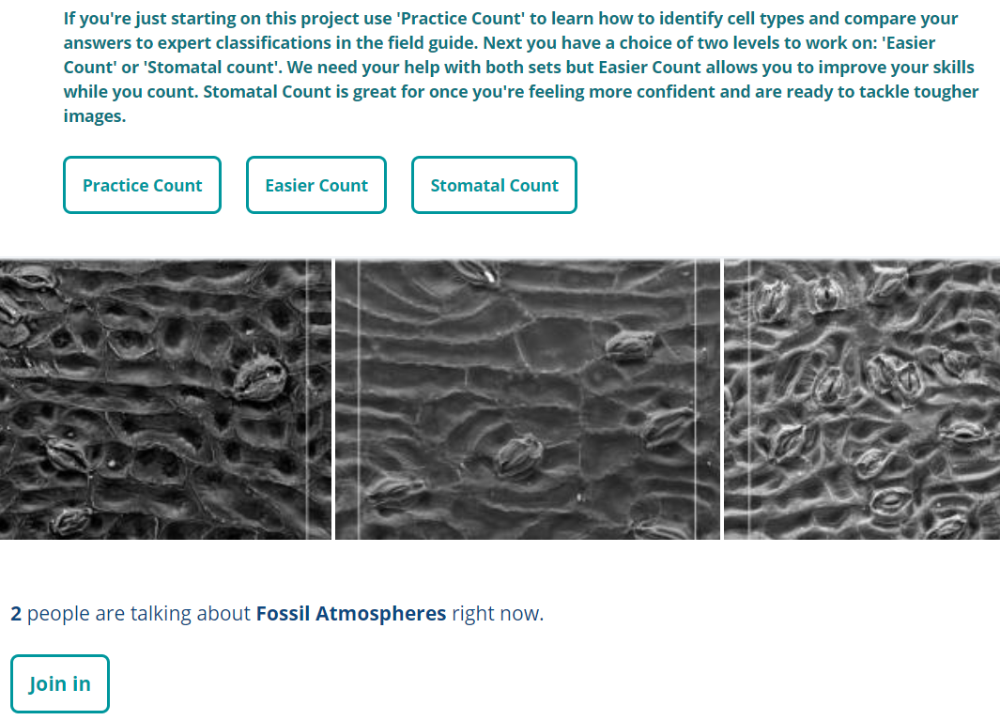 If you're just starting on this project use 'Practice Count' to learn how to identify cell types and compare your
answers to expert classifications in the field guide. Next you have a choice of two levels to work on: 'Easier
Count' or 'Stomatal count'. We need your help with both sets but Easier Count allows you to improve your skills
while you count. Stomatal Count is great for once you're feeling more confident and are ready to tackle tougher
images.
Practice Count
Easier Count
Stomatal Count
2 people are talking about Fossil Atmospheres right now.
Join in